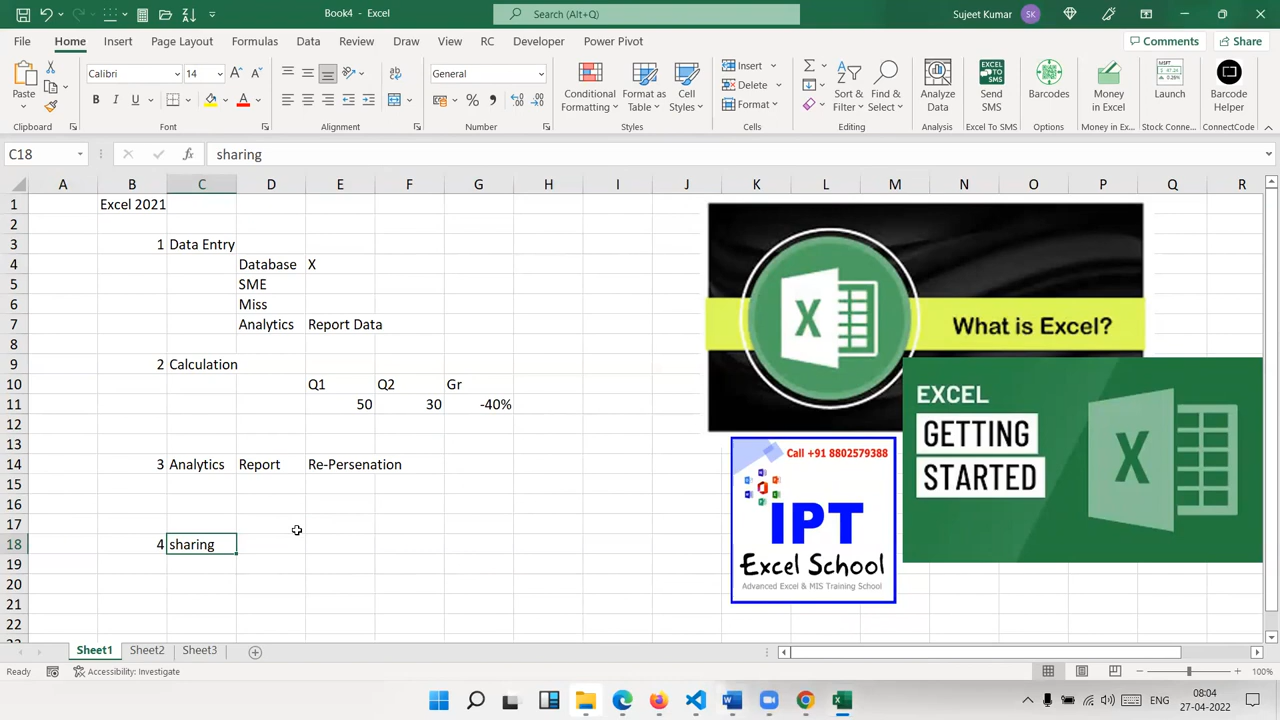 Book4 - Excel
Search (Alt+Q)
Sujeet Kumar SK
File Home Insert Page Layout Formulas Data Review Draw View RC Developer Help Power Pivot
Comments Share
Paste
Calibri 14
B I U
General
Conditional Formatting
Format as Table
Cell Styles
Insert
Delete
Format
Sort & Filter
Find & Select
Analyze Data
Send SMS
Barcodes
Money in Excel
Launch
Barcode Helper
Clipboard Font Alignment Number Styles Cells Editing Analysis Excel To SMS Options Money in Ex... Stock Conne... ConnectCode
C18 fx sharing
A B C D E F G H I J K L M N O P Q R
1 Excel 2021
2
3 1 Data Entry
4 Database X
5 SME
6 Miss
7 Analytics Report Data
8
9 2 Calculation
10 Q1 Q2 Gr
11 50 30 -40%
12
13
14 3 Analytics Report Re-Persenation
15
16
17
18 4 sharing
19
20
21
22
What is Excel?
EXCEL
GETTING
STARTED
Call +91 8802579388
IPT
Excel School
Advanced Excel & MIS Training School
Sheet1 Sheet2 Sheet3
Ready Accessibility: Investigate 100%
ENG
08:04
27-04-2022